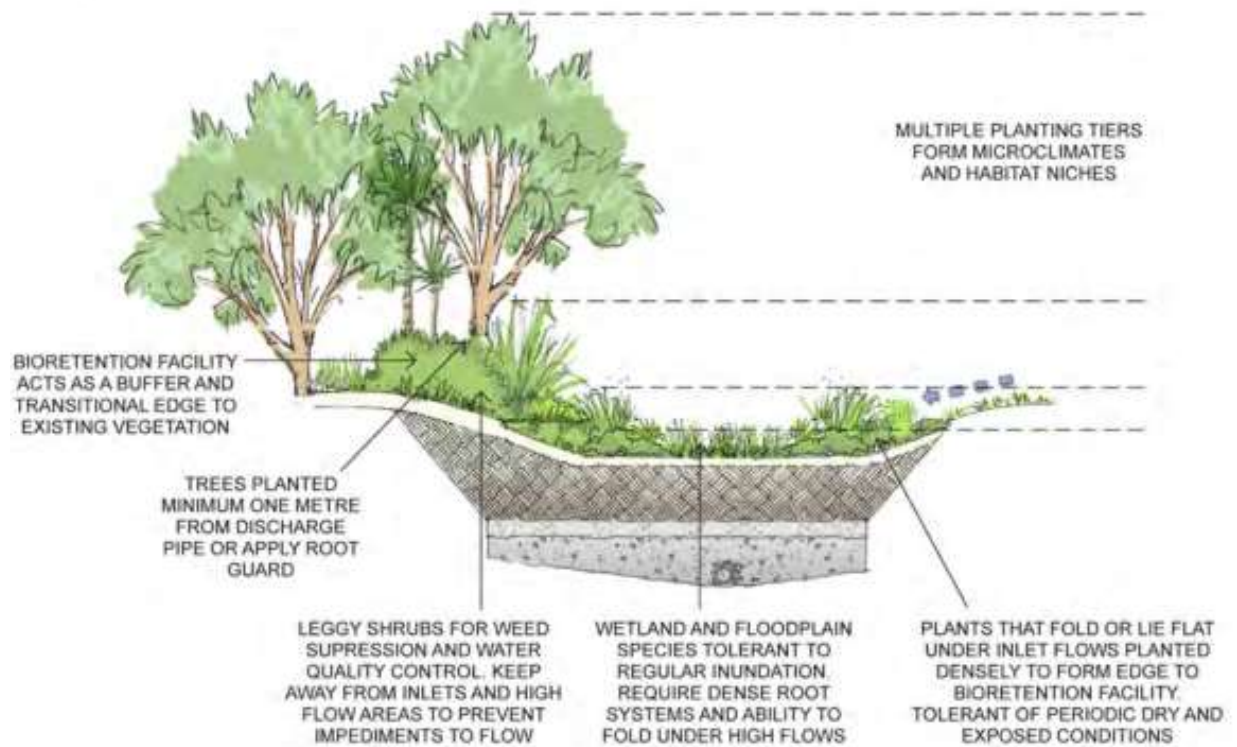 MULTIPLE PLANTING TIERS
FORM MICROCLIMATES
AND HABITAT NICHES
BIORETENTION FACILITY
ACTS AS A BUFFER AND
TRANSITIONAL EDGE TO
EXISTING VEGETATION
TREES PLANTED
MINIMUM ONE METRE
FROM DISCHARGE
PIPE OR APPLY ROOT
GUARD
LEGGY SHRUBS FOR WEED
SUPRESSION AND WATER
QUALITY CONTROL. KEEP
AWAY FROM INLETS AND HIGH
FLOW AREAS TO PREVENT
IMPEDIMENTS TO FLOW
WETLAND AND FLOODPLAIN
SPECIES TOLERANT TO
REGULAR INUNDATION.
REQUIRE DENSE ROOT
SYSTEMS AND ABILITY TO
FOLD UNDER HIGH FLOWS
PLANTS THAT FOLD OR LIE FLAT
UNDER INLET FLOWS PLANTED
DENSELY TO FORM EDGE TO
BIORETENTION FACILITY.
TOLERANT OF PERIODIC DRY AND
EXPOSED CONDITIONS